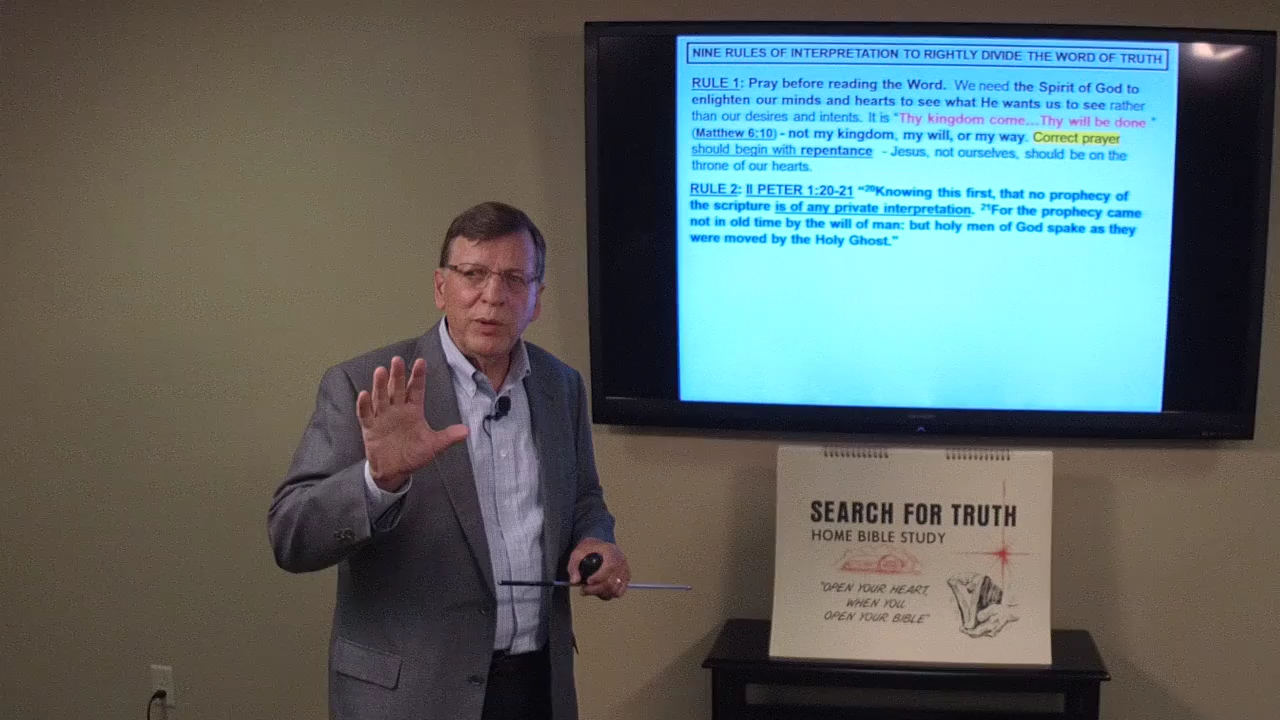 NINE RULES OF INTERPRETATION TO RIGHTLY DIVIDE THE WORD OF TRUTH
RULE 1: Pray before reading the Word. We need the Spirit of God to
enlighten our minds and hearts to see what He wants us to see rather
than our desires and intents. It is "Thy kingdom come...Thy will be done "
(Matthew 6:10) - not my kingdom, my will, or my way. Correct prayer
should begin with repentance - Jesus, not ourselves, should be on the
throne of our hearts.
RULE 2: II PETER 1:20-21 "20Knowing this first, that no prophecy of
the scripture is of any private interpretation. 21For the prophecy came
not in old time by the will of man: but holy men of God spake as they
were moved by the Holy Ghost."
SEARCH FOR TRUTH
HOME BIBLE STUDY
"OPEN YOUR HEART,
WHEN YOU
OPEN YOUR BIBLE"